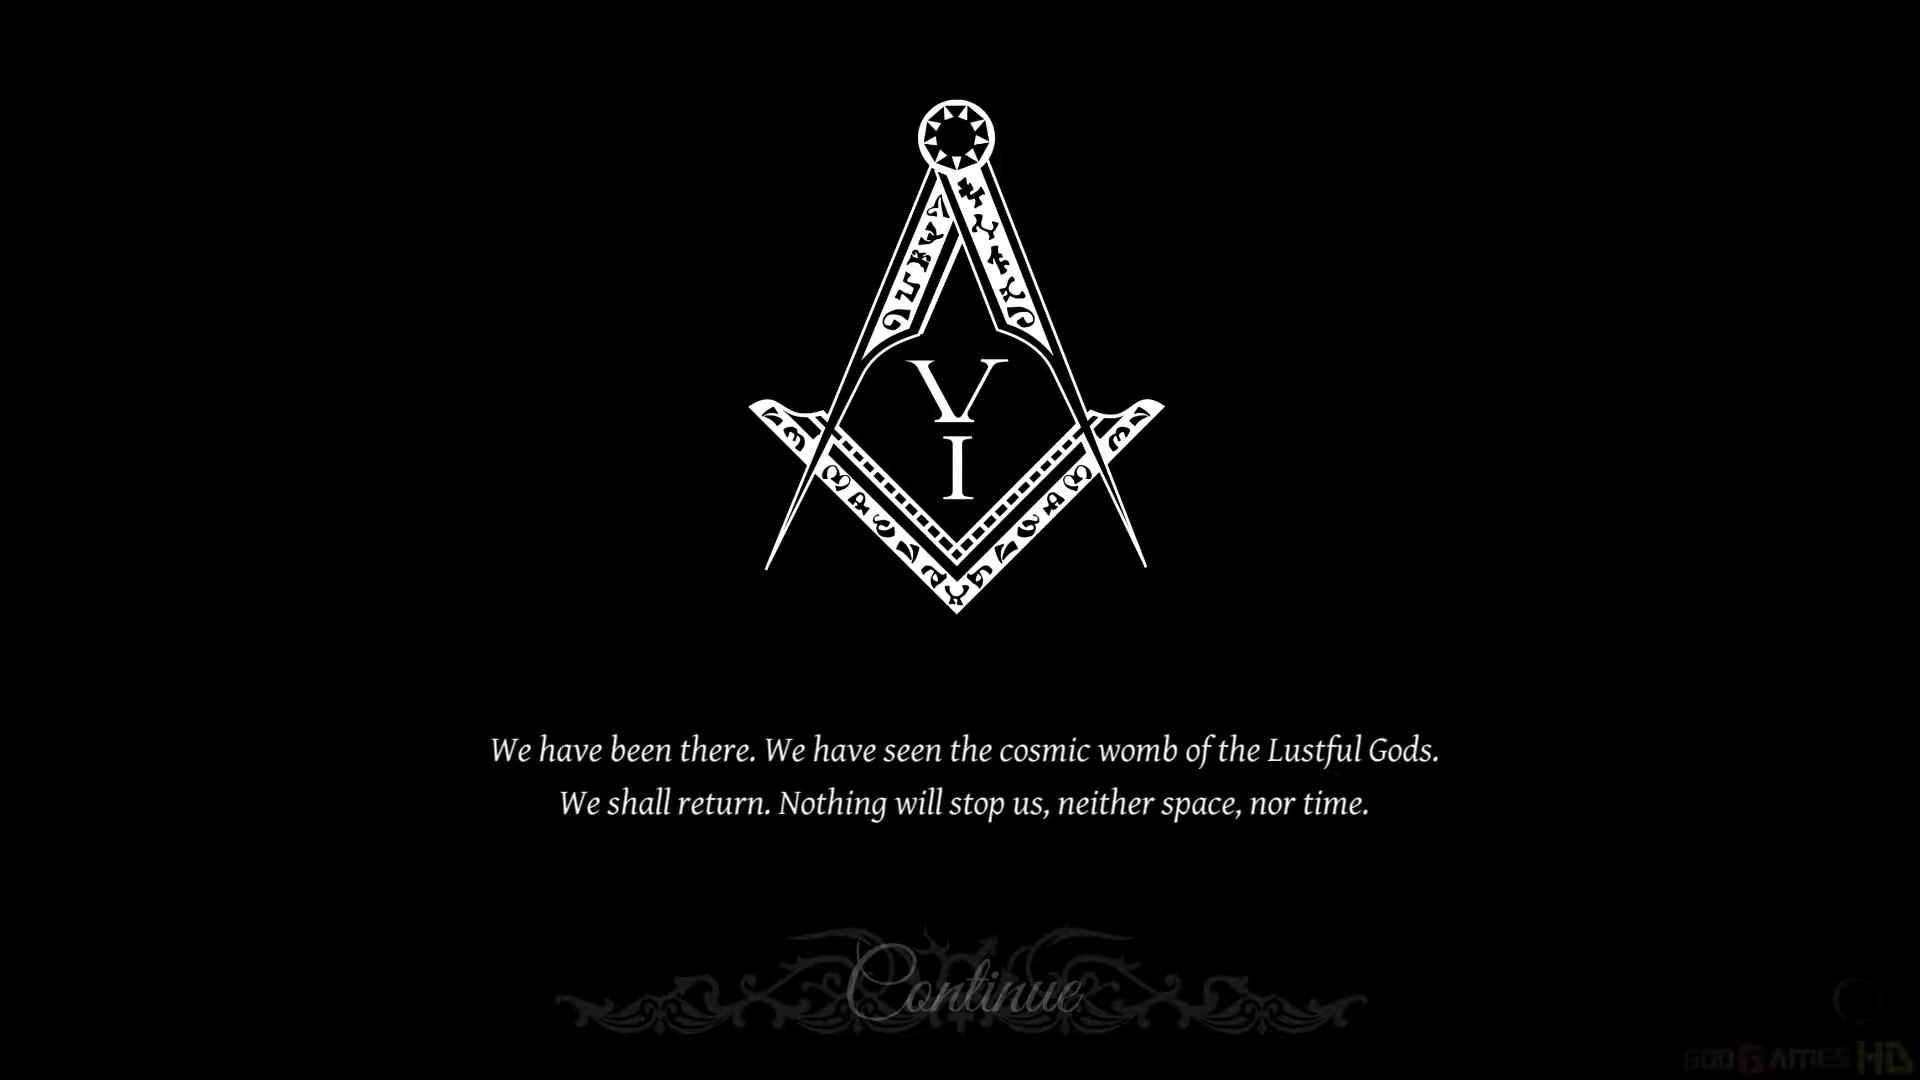 V
I
We have been there. We have seen the cosmic womb of the Lustful Gods.
We shall return. Nothing will stop us, neither space, nor time.
Continue